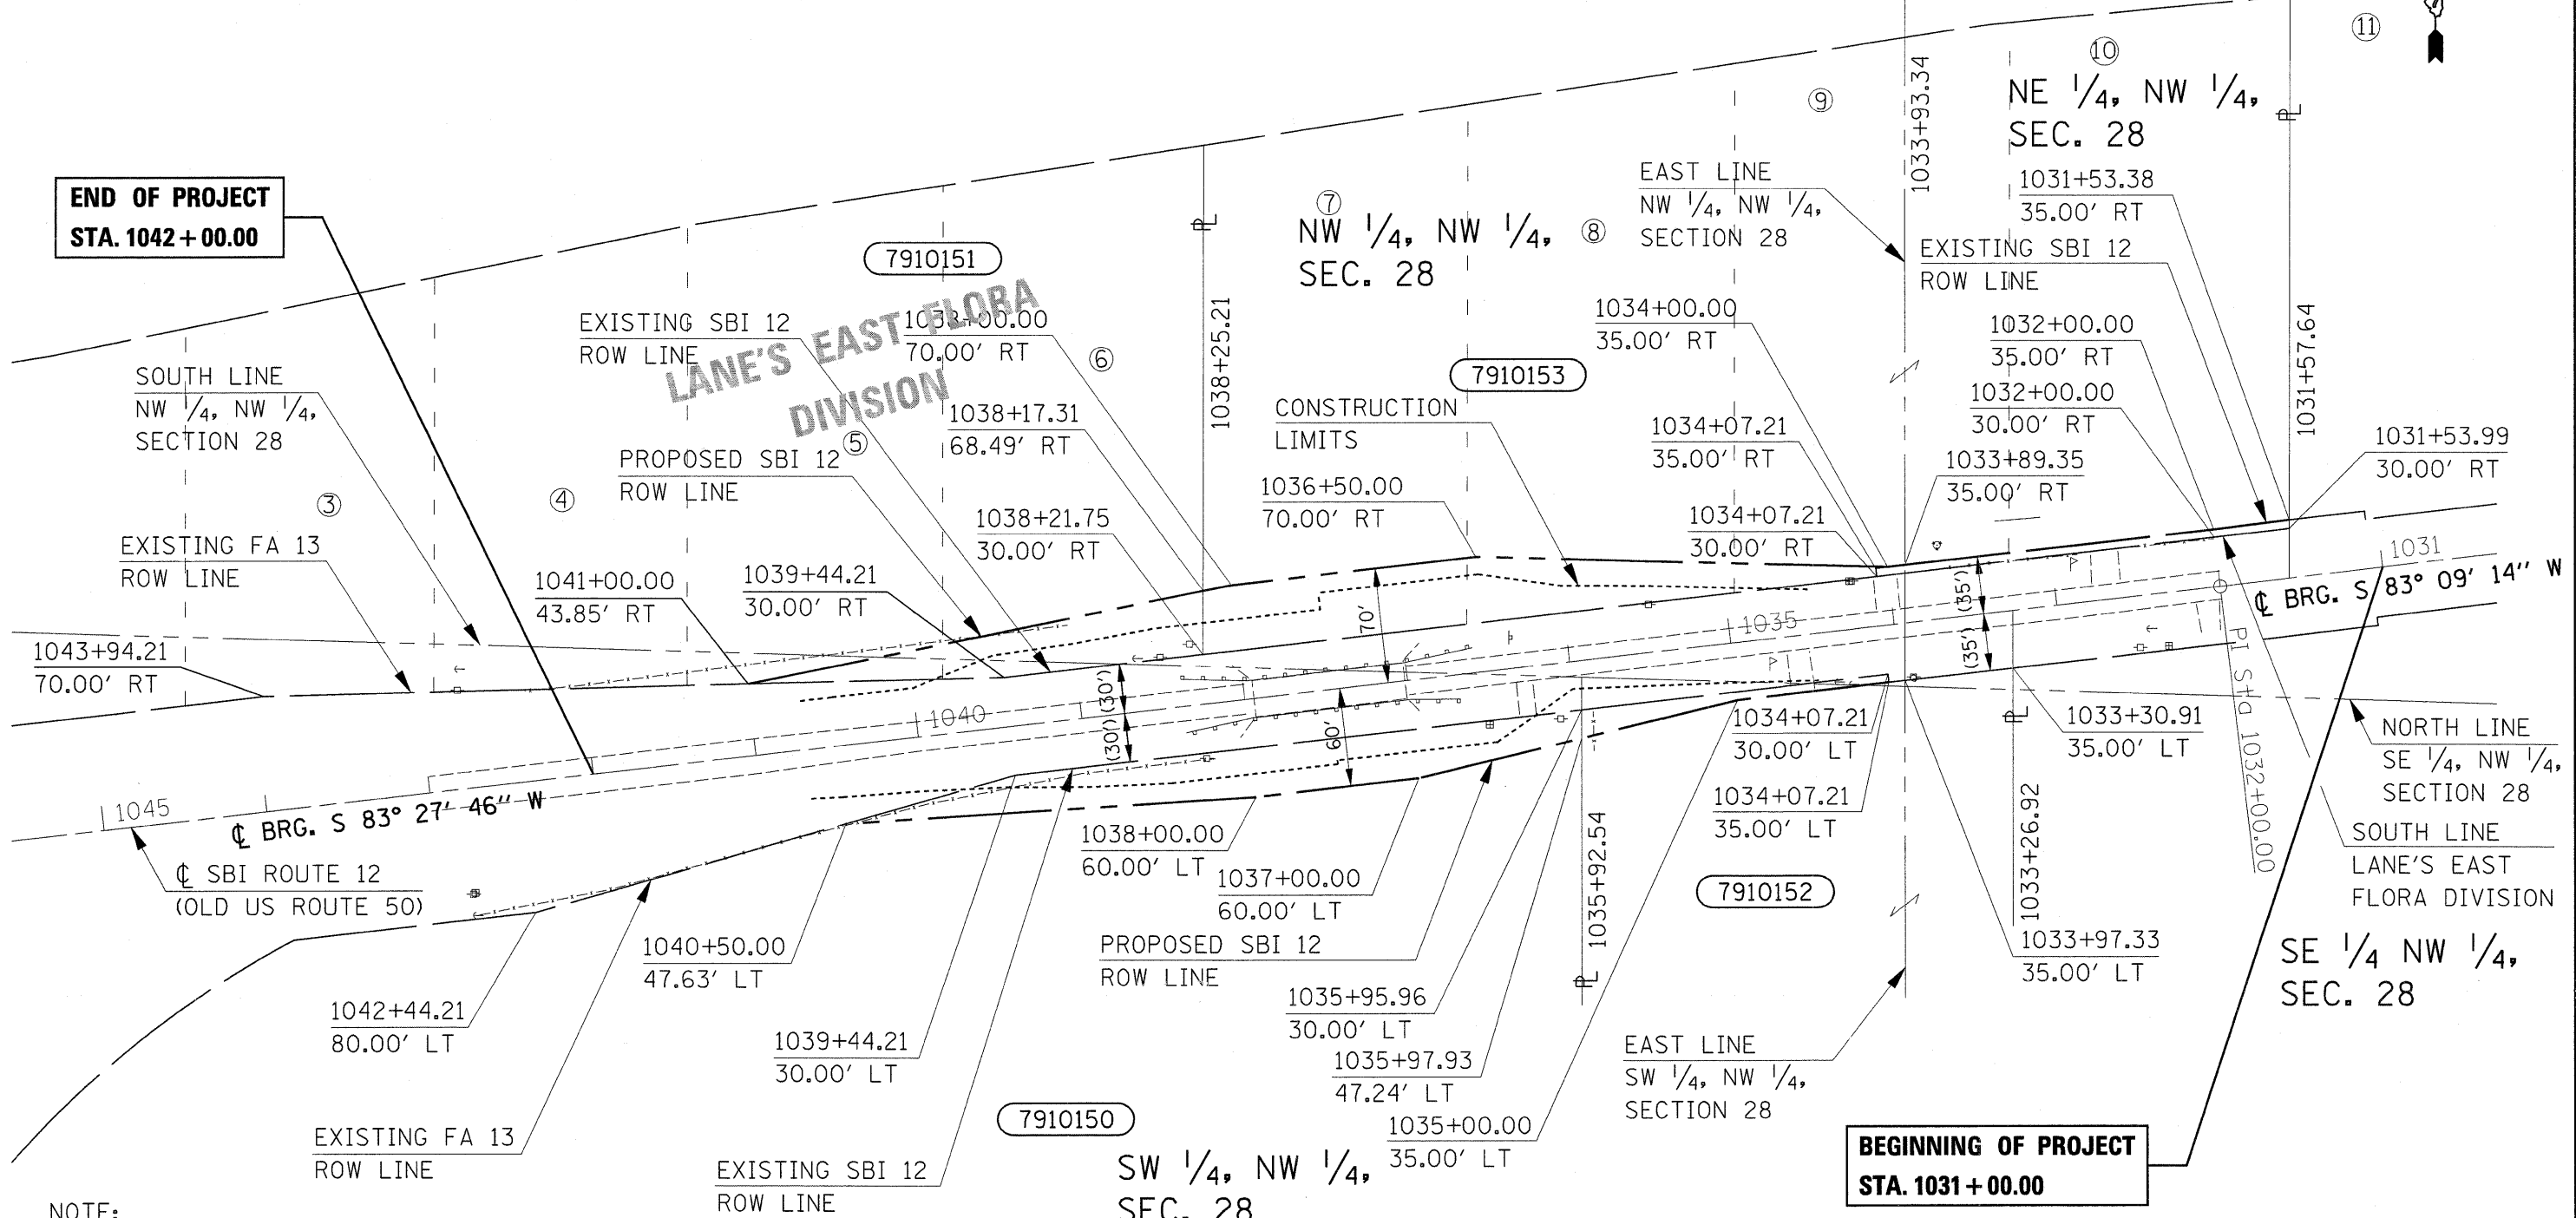 ⑪
⑩
NE 1/4, NW 1/4,
SEC. 28
⑨
1033+93.34
END OF PROJECT
STA. 1042+00.00
7910151
⑦
NW 1/4, NW 1/4,
SEC. 28
⑧
EAST LINE
NW 1/4, NW 1/4,
SECTION 28
1031+53.38
35.00' RT
EXISTING SBI 12
ROW LINE
LANE'S EAST FLORA
DIVISION
EXISTING SBI 12
ROW LINE
1038+00.00
70.00' RT
⑥
1038+25.21
1034+00.00
35.00' RT
1032+00.00
35.00' RT
1031+57.64
SOUTH LINE
NW 1/4, NW 1/4,
SECTION 28
7910153
1032+00.00
30.00' RT
CONSTRUCTION
LIMITS
1038+17.31
68.49' RT
⑤
1034+07.21
35.00' RT
1031+53.99
30.00' RT
PROPOSED SBI 12
ROW LINE
1033+89.35
35.00' RT
③
④
1036+50.00
70.00' RT
1038+21.75
30.00' RT
1034+07.21
30.00' RT
EXISTING FA 13
ROW LINE
1041+00.00
43.85' RT
1039+44.21
30.00' RT
1031
℄ BRG. S 83° 09' 14" W
(35')
(35')
70'
1035
1043+94.21
70.00' RT
(30')
(30')
1040
60'
PI Sta 1032+00.00
1034+07.21
30.00' LT
1033+30.91
35.00' LT
NORTH LINE
SE 1/4, NW 1/4,
SECTION 28
1045
℄ BRG. S 83° 27' 46" W
℄ SBI ROUTE 12
(OLD US ROUTE 50)
1038+00.00
60.00' LT
1037+00.00
60.00' LT
1034+07.21
35.00' LT
1035+92.54
1033+26.92
SOUTH LINE
LANE'S EAST
FLORA DIVISION
7910152
1040+50.00
47.63' LT
PROPOSED SBI 12
ROW LINE
1033+97.33
35.00' LT
SE 1/4 NW 1/4,
SEC. 28
1042+44.21
80.00' LT
1035+95.96
30.00' LT
1039+44.21
30.00' LT
1035+97.93
47.24' LT
EAST LINE
SW 1/4, NW 1/4,
SECTION 28
7910150
1035+00.00
35.00' LT
EXISTING FA 13
ROW LINE
EXISTING SBI 12
ROW LINE
SW 1/4, NW 1/4,
SEC. 28
BEGINNING OF PROJECT
STA. 1031+00.00
NOTE: